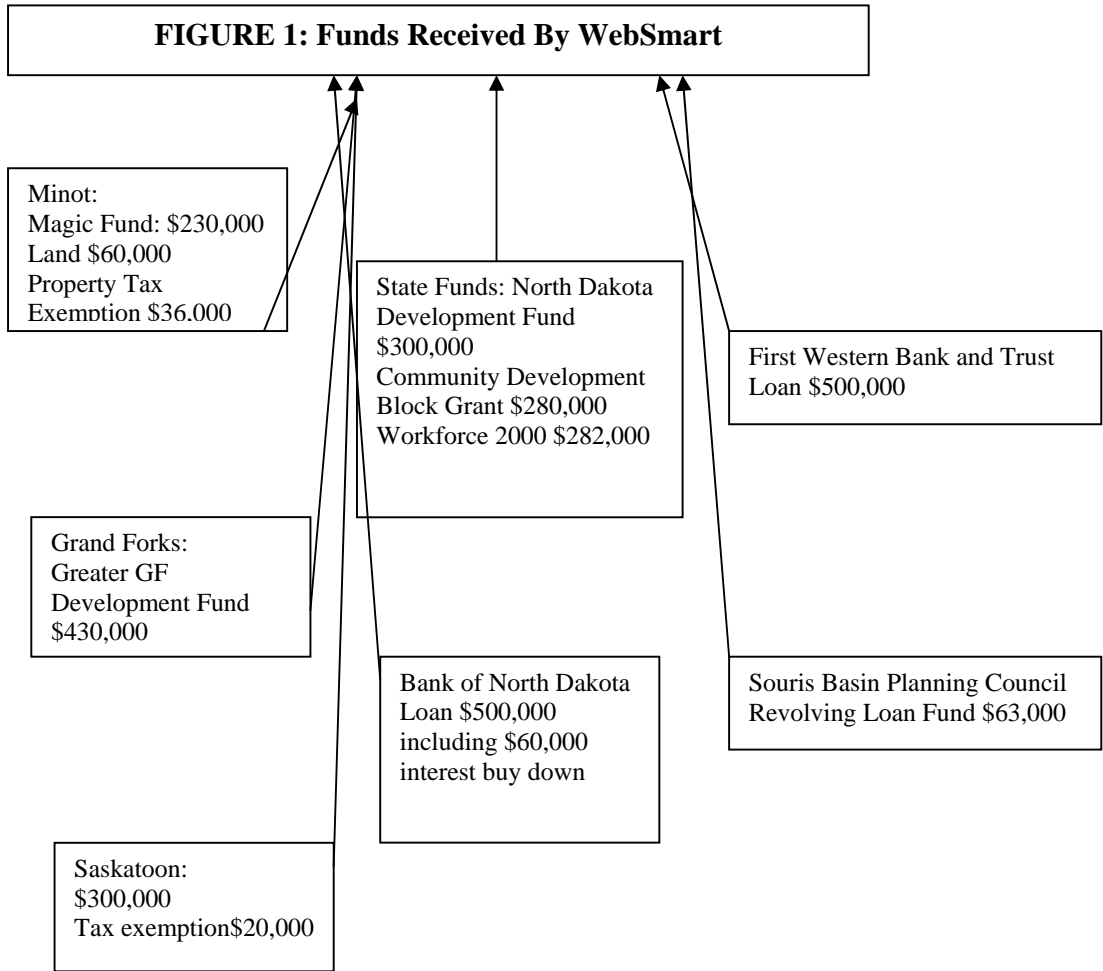 FIGURE 1: Funds Received By WebSmart
Minot:
Magic Fund: $230,000
Land $60,000
Property Tax
Exemption $36,000
State Funds: North Dakota
Development Fund
$300,000
Community Development
Block Grant $280,000
Workforce 2000 $282,000
First Western Bank and Trust
Loan $500,000
Grand Forks:
Greater GF
Development Fund
$430,000
Bank of North Dakota
Loan $500,000
including $60,000
interest buy down
Souris Basin Planning Council
Revolving Loan Fund $63,000
Saskatoon:
$300,000
Tax exemption$20,000